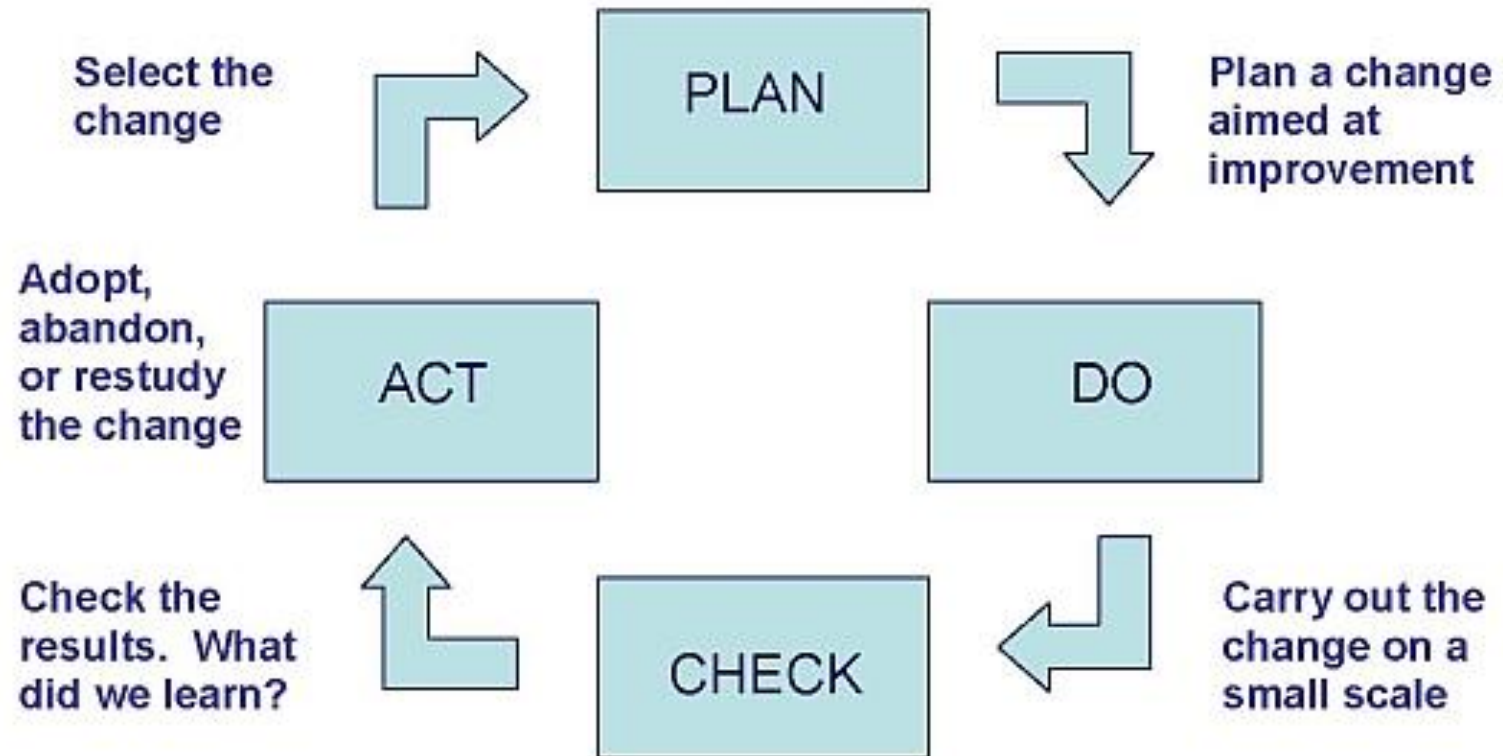 Select the
change
PLAN
Plan a change
aimed at
improvement
Adopt,
abandon,
or restudy
the change
ACT
DO
Check the
results.  What
did we learn?
CHECK
Carry out the
change on a
small scale